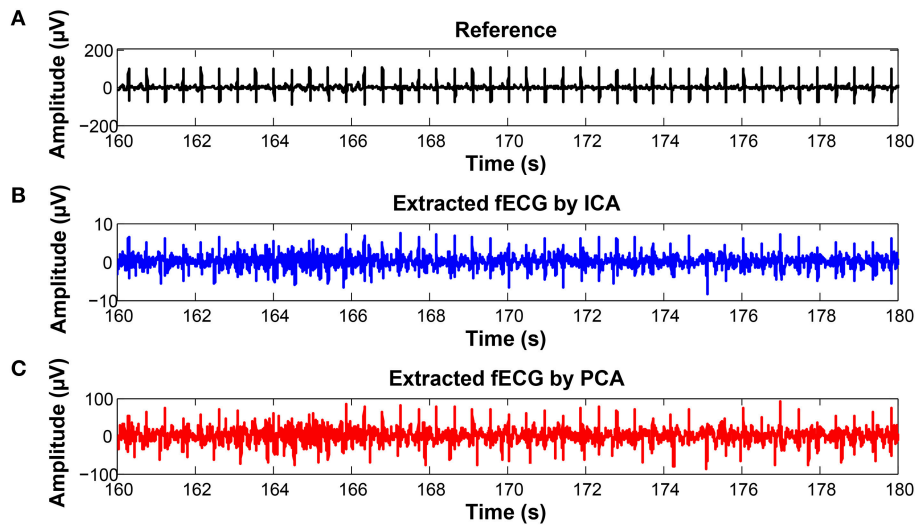 A
Reference
Amplitude (µV)
200
0
−200
160 162 164 166 168 170 172 174 176 178 180
Time (s)
B
Extracted fECG by ICA
Amplitude (µV)
10
0
−10
160 162 164 166 168 170 172 174 176 178 180
Time (s)
C
Extracted fECG by PCA
Amplitude (µV)
100
0
−100
160 162 164 166 168 170 172 174 176 178 180
Time (s)